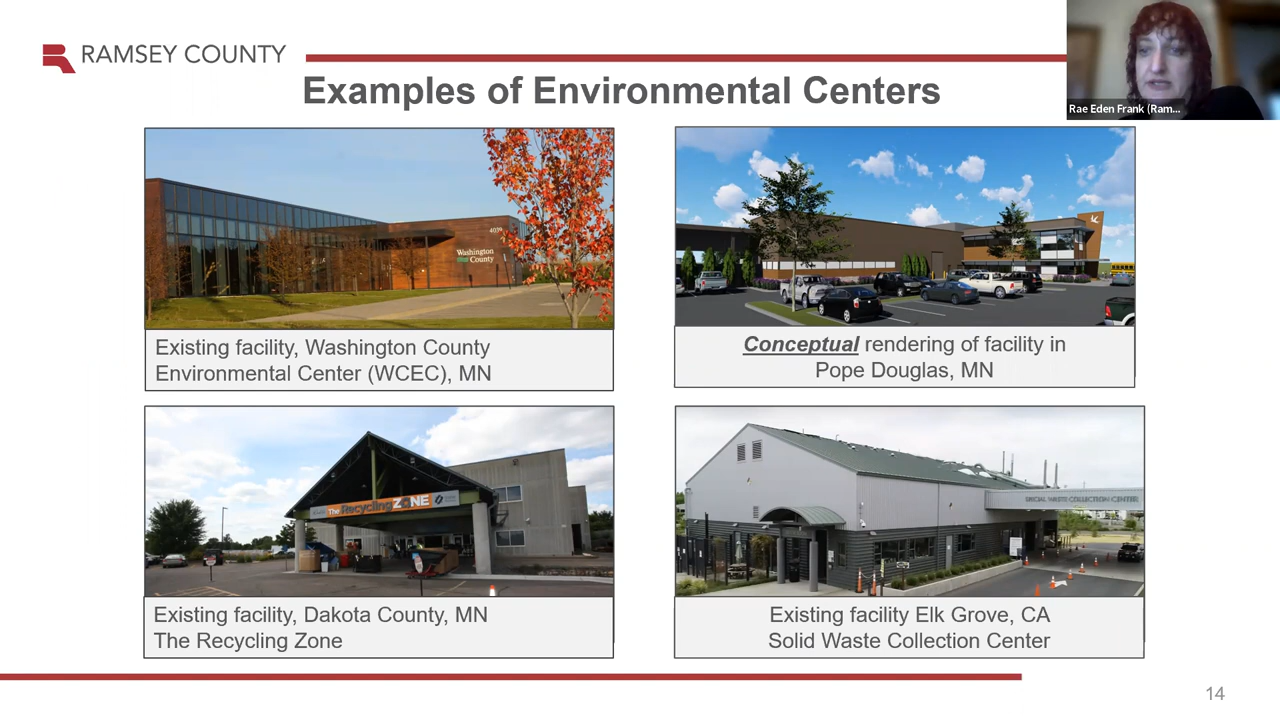 RAMSEY COUNTY
Examples of Environmental Centers
Rae Eden Frank (Ram...
4039
Washington
County
Existing facility, Washington County
Environmental Center (WCEC), MN
Conceptual rendering of facility in
Pope Douglas, MN
The Recycling ZONE
Existing facility, Dakota County, MN
The Recycling Zone
SPECIAL WASTE COLLECTION CENTER
Existing facility Elk Grove, CA
Solid Waste Collection Center
14